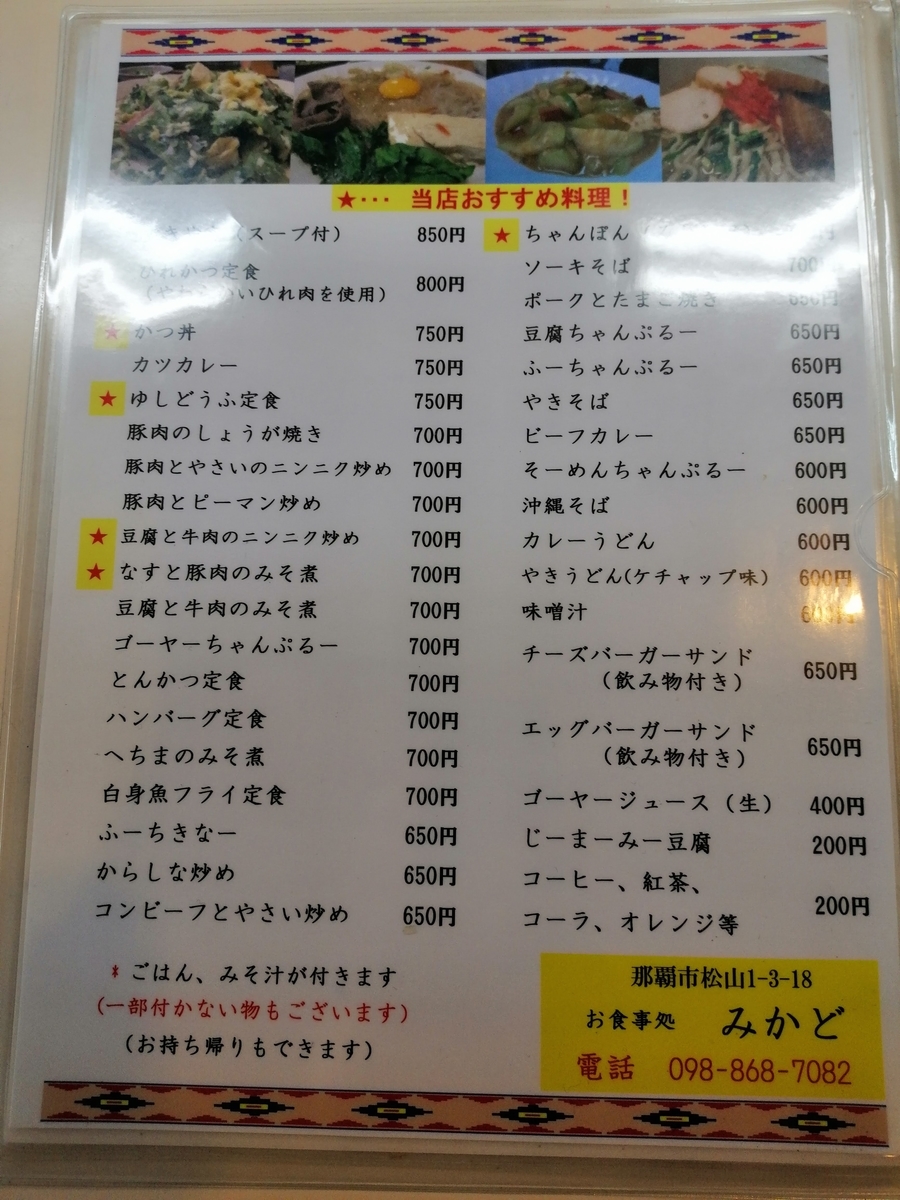 ★･･･ 当店おすすめ料理！
（スープ付） 850円
ひれかつ定食
（やわらかいひれ肉を使用） 800円
★ かつ丼 750円
カツカレー 750円
★ ゆしどうふ定食 750円
豚肉のしょうが焼き 700円
豚肉とやさいのニンニク炒め 700円
豚肉とピーマン炒め 700円
★ 豆腐と牛肉のニンニク炒め 700円
★ なすと豚肉のみそ煮 700円
豆腐と牛肉のみそ煮 700円
ゴーヤーちゃんぷるー 700円
とんかつ定食 700円
ハンバーグ定食 700円
へちまのみそ煮 700円
白身魚フライ定食 700円
ふーちきなー 650円
からしな炒め 650円
コンビーフとやさい炒め 650円
* ごはん、みそ汁が付きます
(一部付かない物もございます)
(お持ち帰りもできます)
★ ちゃんぽん
ソーキそば 700円
ポークとたまご焼き 650円
豆腐ちゃんぷるー 650円
ふーちゃんぷるー 650円
やきそば 650円
ビーフカレー 650円
そーめんちゃんぷるー 600円
沖縄そば 600円
カレーうどん 600円
やきうどん(ケチャップ味) 600円
味噌汁 600円
チーズバーガーサンド
（飲み物付き） 650円
エッグバーガーサンド
（飲み物付き） 650円
ゴーヤージュース（生） 400円
じーまーみー豆腐 200円
コーヒー、紅茶、
コーラ、オレンジ等 200円
那覇市松山1-3-18
お食事処 みかど
電話 098-868-7082